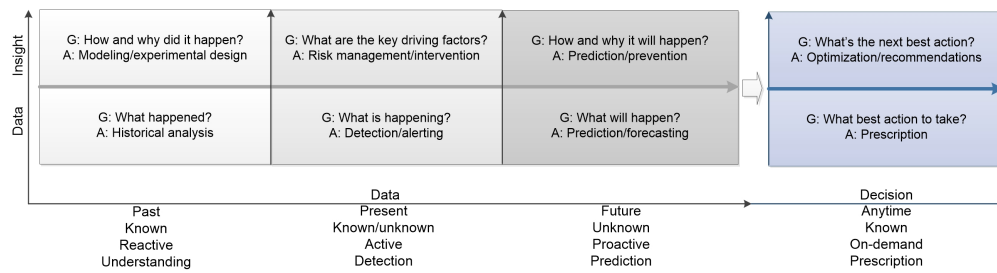 Insight
G: How and why did it happen?
A: Modeling/experimental design
G: What are the key driving factors?
A: Risk management/intervention
G: How and why it will happen?
A: Prediction/prevention
G: What's the next best action?
A: Optimization/recommendations
Data
G: What happened?
A: Historical analysis
G: What is happening?
A: Detection/alerting
G: What will happen?
A: Prediction/forecasting
G: What best action to take?
A: Prescription
Data
Decision
Past
Known
Reactive
Understanding
Present
Known/unknown
Active
Detection
Future
Unknown
Proactive
Prediction
Anytime
Known
On-demand
Prescription